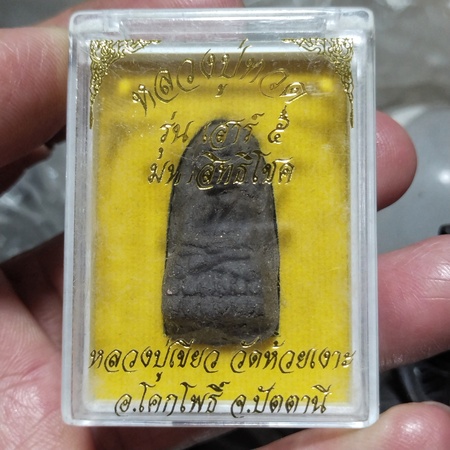 หลวงปู่ทวด
รุ่น เสาร์ ๕
มหาสิทธิโชค
หลวงปู่เขียว วัดห้วยเงาะ
อ.โคกโพธิ์ จ.ปัตตานี